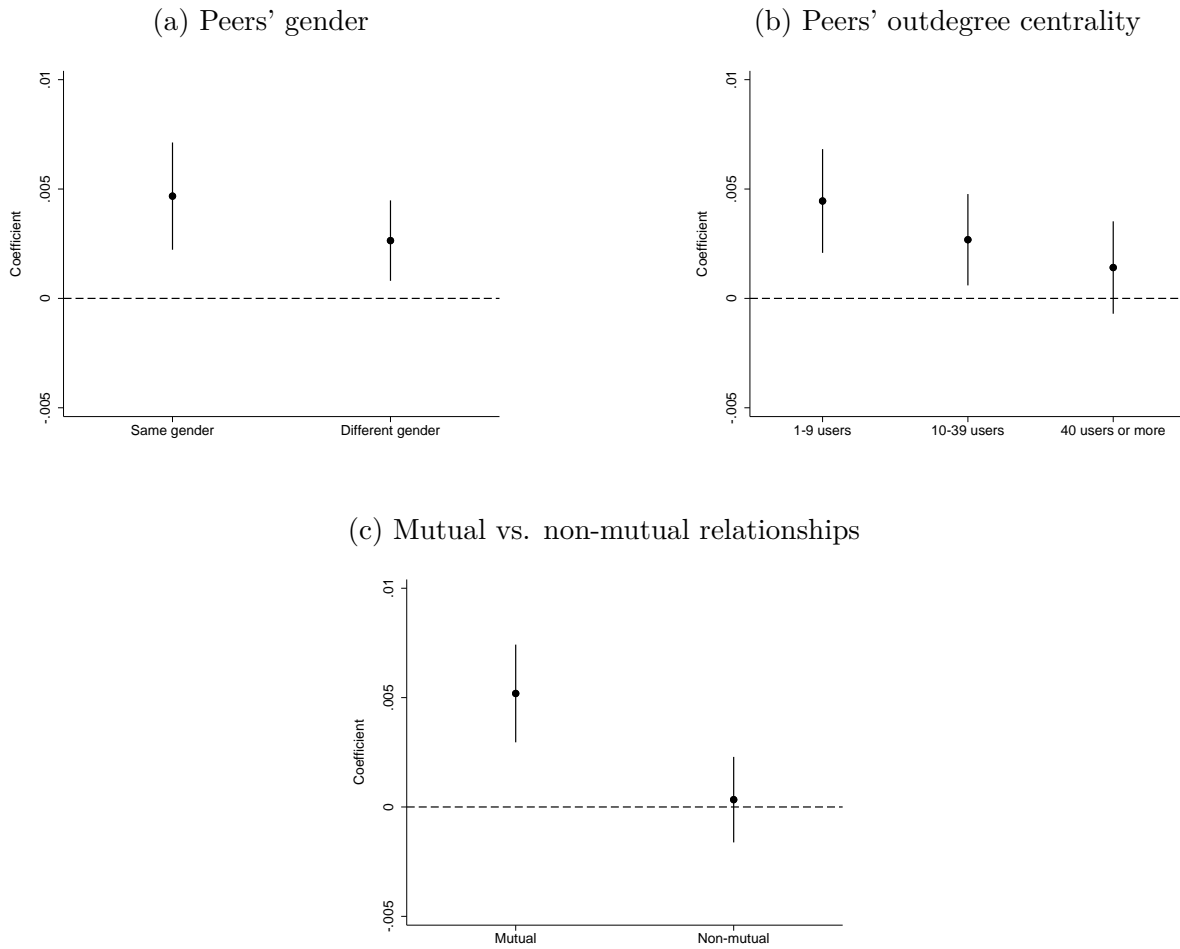 (a) Peers' gender
.01
.005
0
-.005
Coefficient
Same gender
Different gender
(b) Peers' outdegree centrality
.01
.005
0
-.005
Coefficient
1-9 users
10-39 users
40 users or more
(c) Mutual vs. non-mutual relationships
.01
.005
0
-.005
Coefficient
Mutual
Non-mutual